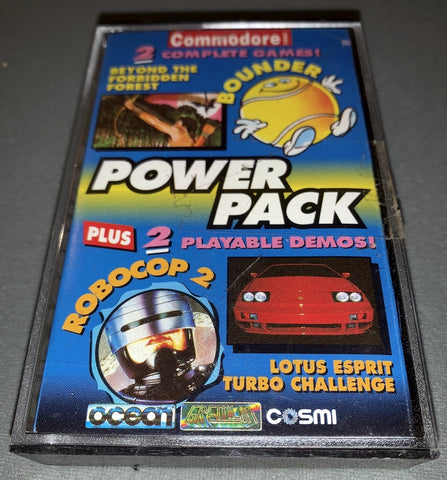 Commodore
2 COMPLETE GAMES!
BEYOND THE
FORBIDDEN
FOREST
BOUNDER
POWER
PACK
PLUS 2 PLAYABLE DEMOS!
ROBOCOP 2
LOTUS ESPRIT
TURBO CHALLENGE
ocean GREMLIN COSMI